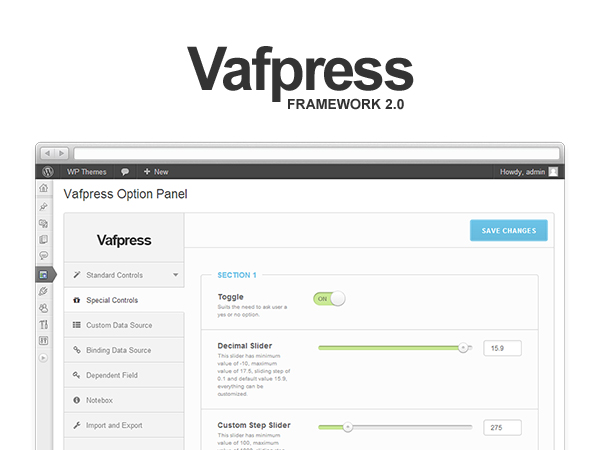 Vafpress
FRAMEWORK 2.0
WP Themes
New
Howdy, admin
Vafpress Option Panel
Vafpress
SAVE CHANGES
Standard Controls
Special Controls
Custom Data Source
Binding Data Source
Dependent Field
Notebox
Import and Export
SECTION 1
Toggle
Suits the need to ask user a
yes or no option.
ON
Decimal Slider
This slider has minimum
value of -10, maximum
value of 17.5, sliding step of
0.1 and default value 15.9,
everything can be
customized.
15.9
Custom Step Slider
This slider has minimum
value of 100, maximum
275